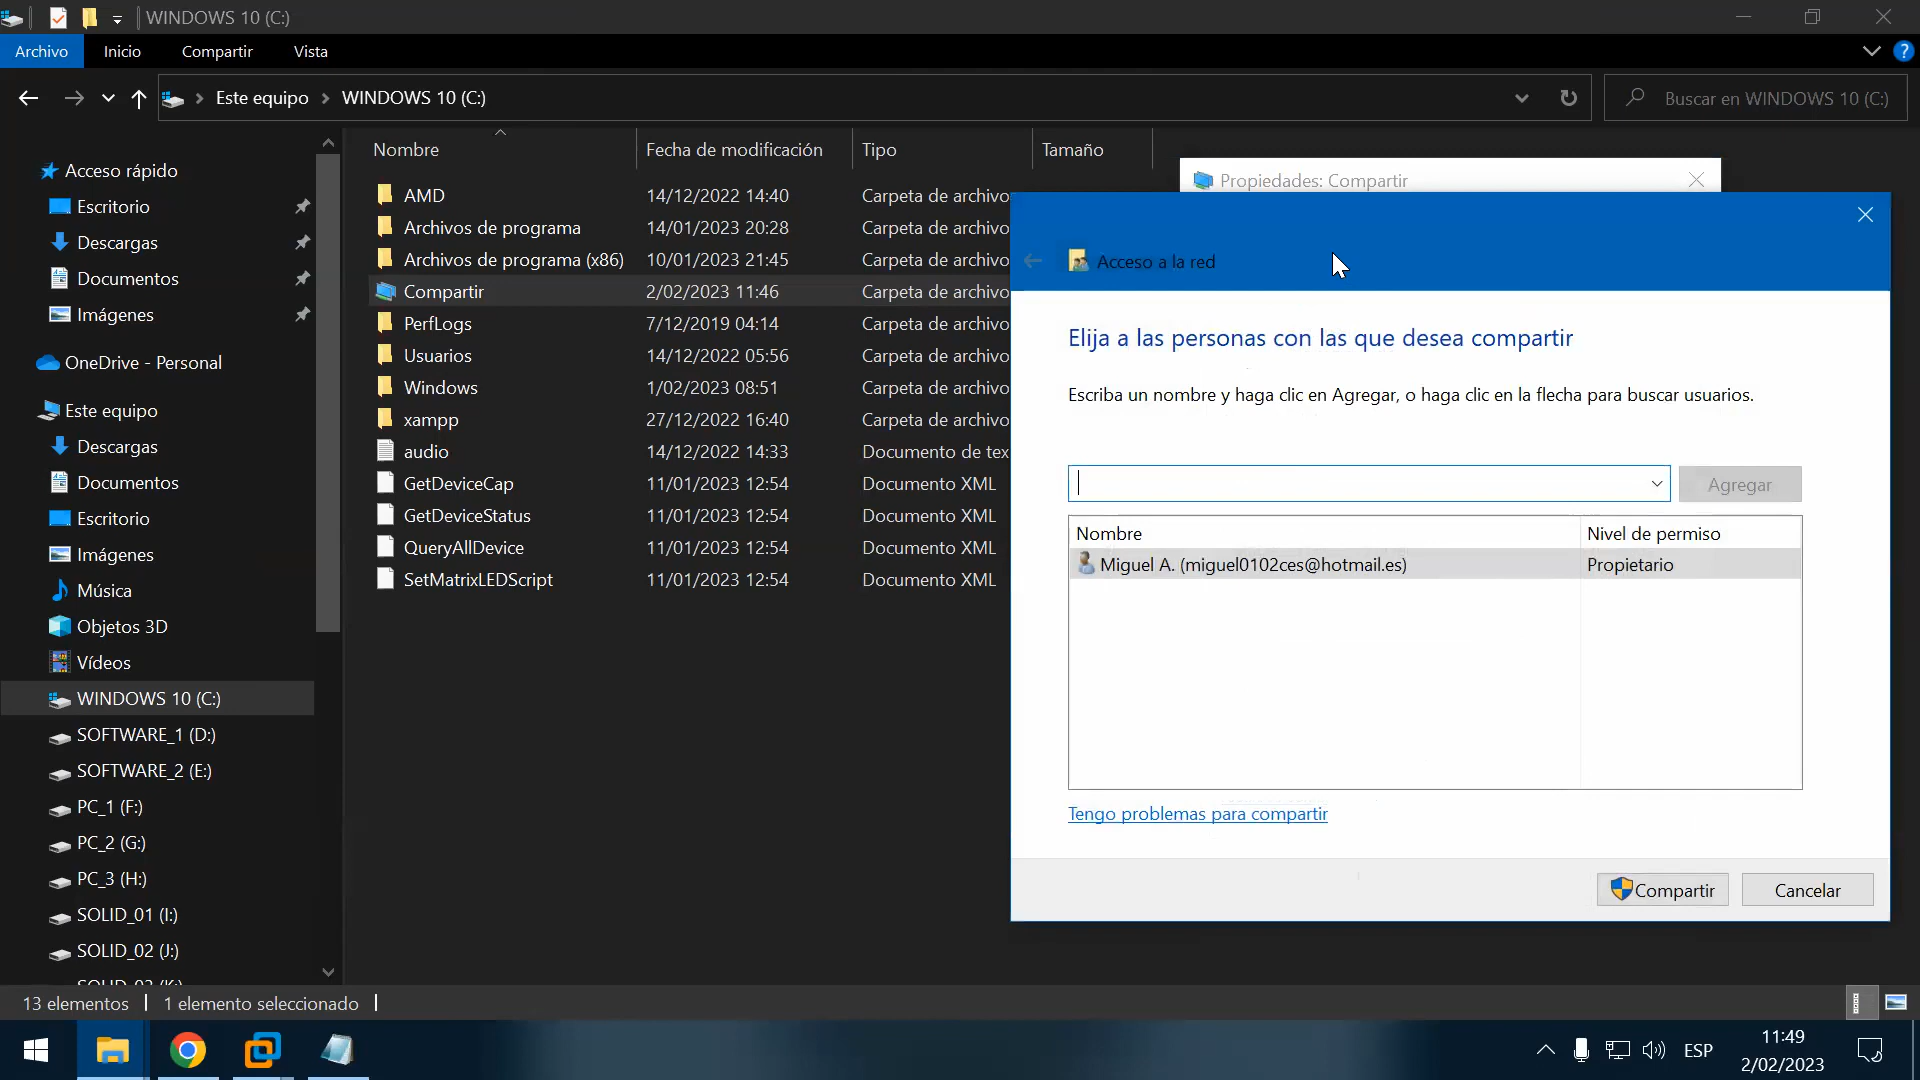 WINDOWS 10 (C:)
Archivo Inicio Compartir Vista
Este equipo > WINDOWS 10 (C:)
Buscar en WINDOWS 10 (C:)
Acceso rápido
Escritorio
Descargas
Documentos
Imágenes
OneDrive - Personal
Este equipo
Descargas
Documentos
Escritorio
Imágenes
Música
Objetos 3D
Vídeos
WINDOWS 10 (C:)
SOFTWARE_1 (D:)
SOFTWARE_2 (E:)
PC_1 (F:)
PC_2 (G:)
PC_3 (H:)
SOLID_01 (I:)
SOLID_02 (J:)
Nombre Fecha de modificación Tipo Tamaño
AMD 14/12/2022 14:40 Carpeta de archivo
Archivos de programa 14/01/2023 20:28 Carpeta de archivo
Archivos de programa (x86) 10/01/2023 21:45 Carpeta de archivo
Compartir 2/02/2023 11:46 Carpeta de archivo
PerfLogs 7/12/2019 04:14 Carpeta de archivo
Usuarios 14/12/2022 05:56 Carpeta de archivo
Windows 1/02/2023 08:51 Carpeta de archivo
xampp 27/12/2022 16:40 Carpeta de archivo
audio 14/12/2022 14:33 Documento de tex
GetDeviceCap 11/01/2023 12:54 Documento XML
GetDeviceStatus 11/01/2023 12:54 Documento XML
QueryAllDevice 11/01/2023 12:54 Documento XML
SetMatrixLEDScript 11/01/2023 12:54 Documento XML
Propiedades: Compartir
Acceso a la red
Elija a las personas con las que desea compartir
Escriba un nombre y haga clic en Agregar, o haga clic en la flecha para buscar usuarios.
Agregar
Nombre Nivel de permiso
Miguel A. (miguel0102ces@hotmail.es) Propietario
Tengo problemas para compartir
Compartir Cancelar
13 elementos 1 elemento seleccionado
ESP
11:49
2/02/2023